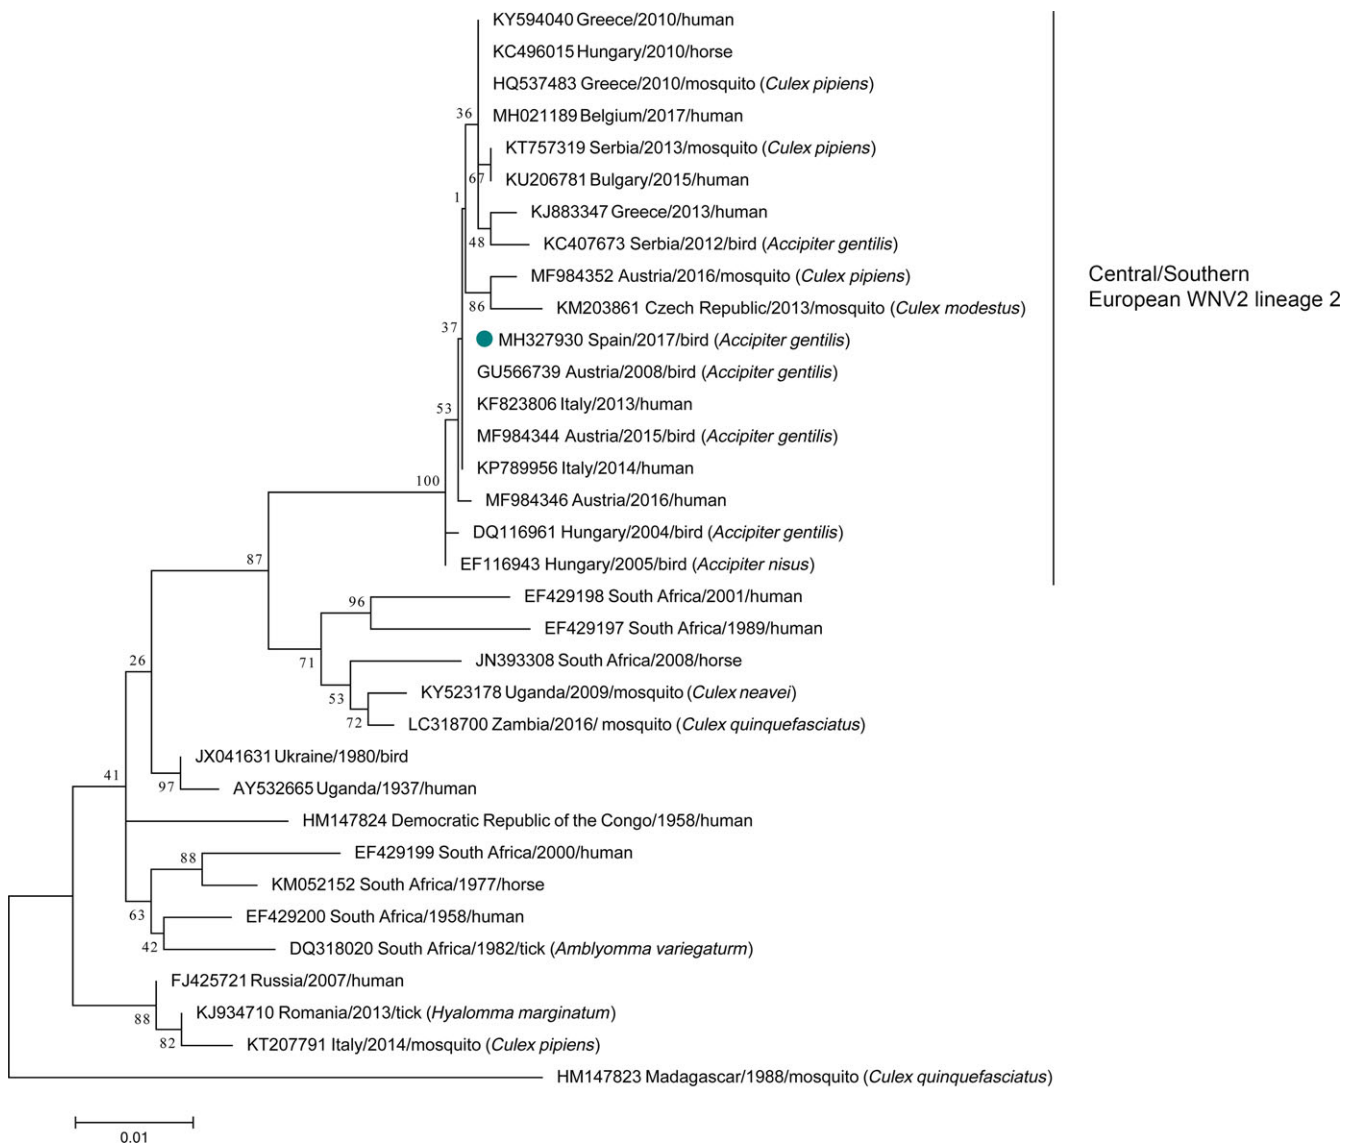 KY594040 Greece/2010/human
KC496015 Hungary/2010/horse
HQ537483 Greece/2010/mosquito (Culex pipiens)
36
MH021189 Belgium/2017/human
KT757319 Serbia/2013/mosquito (Culex pipiens)
67
KU206781 Bulgary/2015/human
1
KJ883347 Greece/2013/human
48
KC407673 Serbia/2012/bird (Accipiter gentilis)
MF984352 Austria/2016/mosquito (Culex pipiens)
Central/Southern
European WNV2 lineage 2
86
KM203861 Czech Republic/2013/mosquito (Culex modestus)
37
MH327930 Spain/2017/bird (Accipiter gentilis)
GU566739 Austria/2008/bird (Accipiter gentilis)
KF823806 Italy/2013/human
53
MF984344 Austria/2015/bird (Accipiter gentilis)
KP789956 Italy/2014/human
100
MF984346 Austria/2016/human
DQ116961 Hungary/2004/bird (Accipiter gentilis)
87
EF116943 Hungary/2005/bird (Accipiter nisus)
96
EF429198 South Africa/2001/human
EF429197 South Africa/1989/human
26
71
JN393308 South Africa/2008/horse
53
KY523178 Uganda/2009/mosquito (Culex neavei)
72
LC318700 Zambia/2016/ mosquito (Culex quinquefasciatus)
JX041631 Ukraine/1980/bird
41
97
AY532665 Uganda/1937/human
HM147824 Democratic Republic of the Congo/1958/human
88
EF429199 South Africa/2000/human
KM052152 South Africa/1977/horse
63
EF429200 South Africa/1958/human
42
DQ318020 South Africa/1982/tick (Amblyomma variegaturm)
FJ425721 Russia/2007/human
88
KJ934710 Romania/2013/tick (Hyalomma marginatum)
82
KT207791 Italy/2014/mosquito (Culex pipiens)
HM147823 Madagascar/1988/mosquito (Culex quinquefasciatus)
0.01